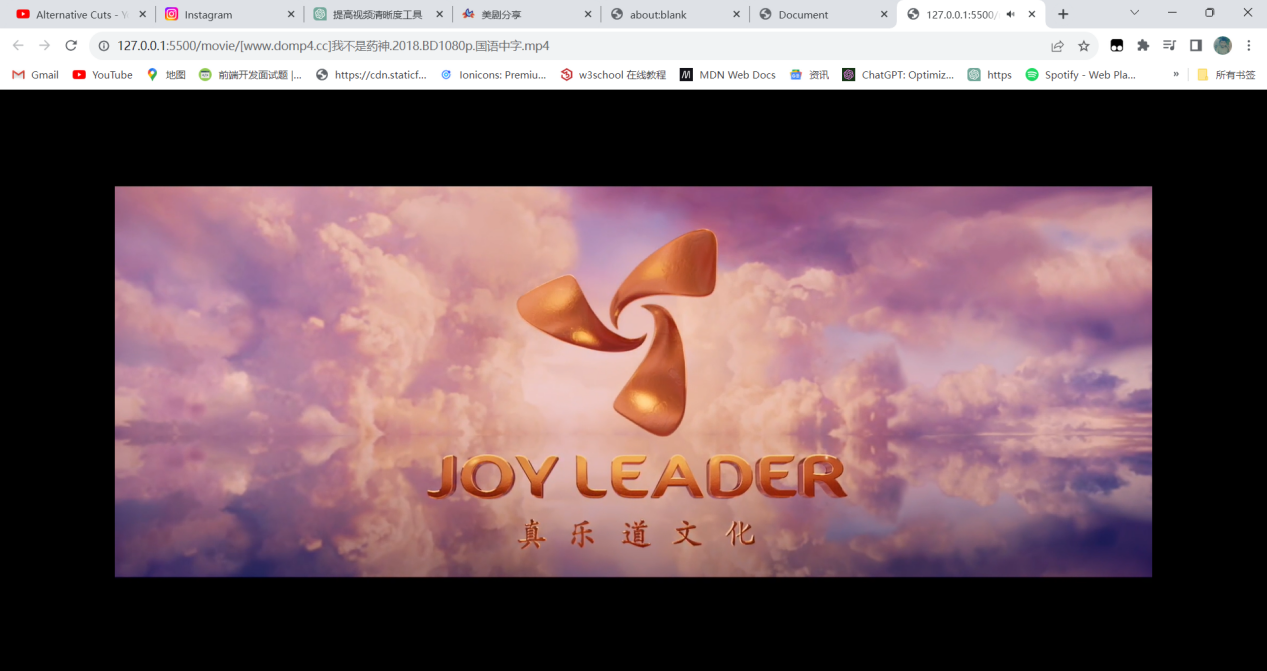 Alternative Cuts - Y
Instagram
提高视频清晰度工具
美剧分享
about:blank
Document
127.0.0.1:5500/
127.0.0.1:5500/movie/[www.domp4.cc]我不是药神.2018.BD1080p.国语中字.mp4
Gmail
YouTube
地图
前端开发面试题 |...
https://cdn.staticf...
Ionicons: Premiu...
w3school 在线教程
MDN Web Docs
资讯
ChatGPT: Optimiz...
https
Spotify - Web Pla...
»
所有书签
JOY LEADER
真乐道文化